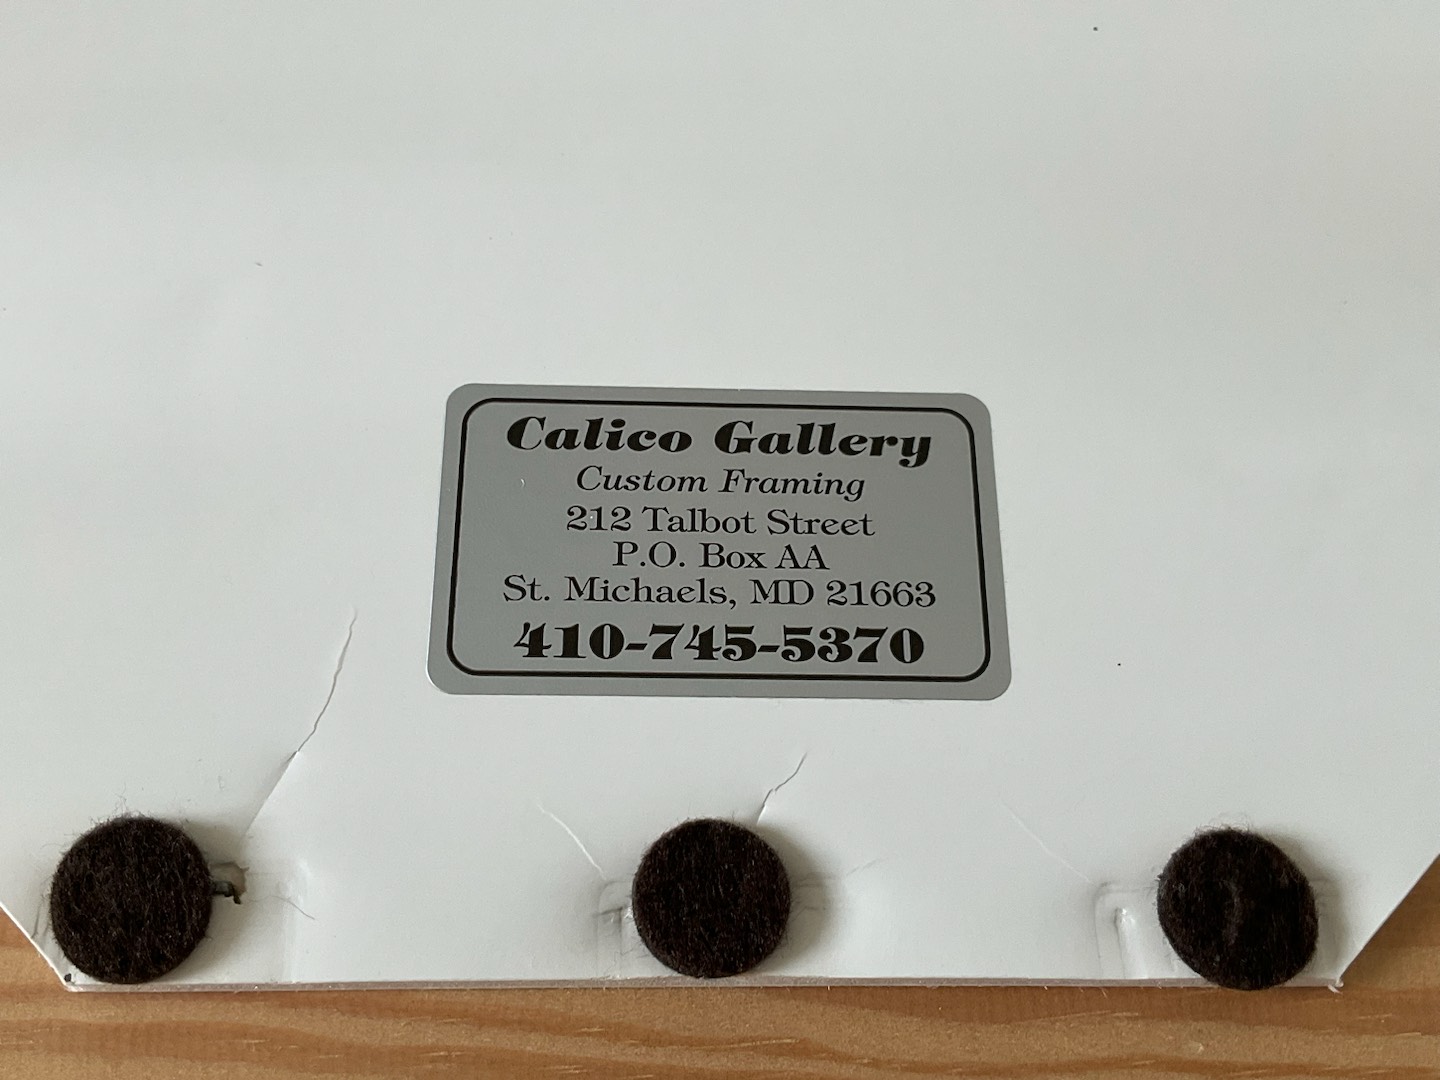 Calico Gallery
Custom Framing
212 Talbot Street
P.O. Box AA
St. Michaels, MD 21663
410-745-5370